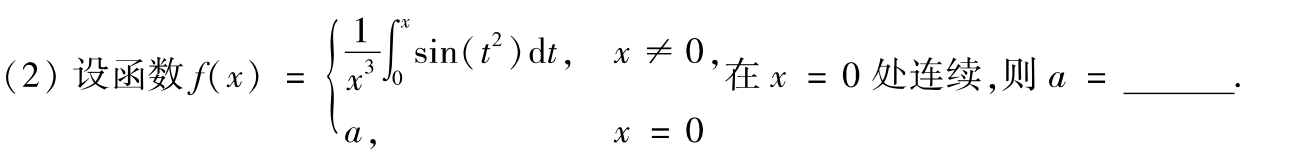 (2) 设函数 f(x) = { 1/x³ ∫₀ˣ sin(t²)dt, x ≠ 0, a, x = 0 在 x = 0 处连续,则 a = ______.